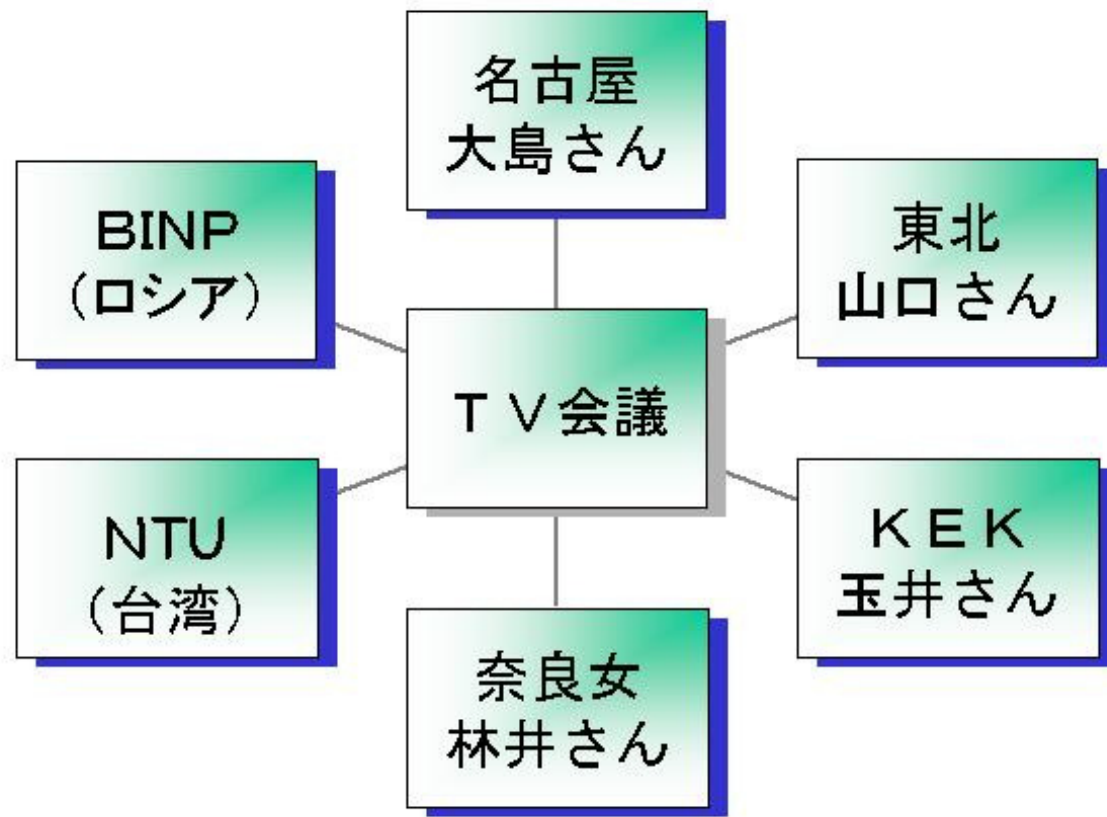 名古屋
大島さん
BINP
（ロシア）
東北
山口さん
ＴＶ会議
NTU
（台湾）
ＫＥＫ
玉井さん
奈良女
林井さん